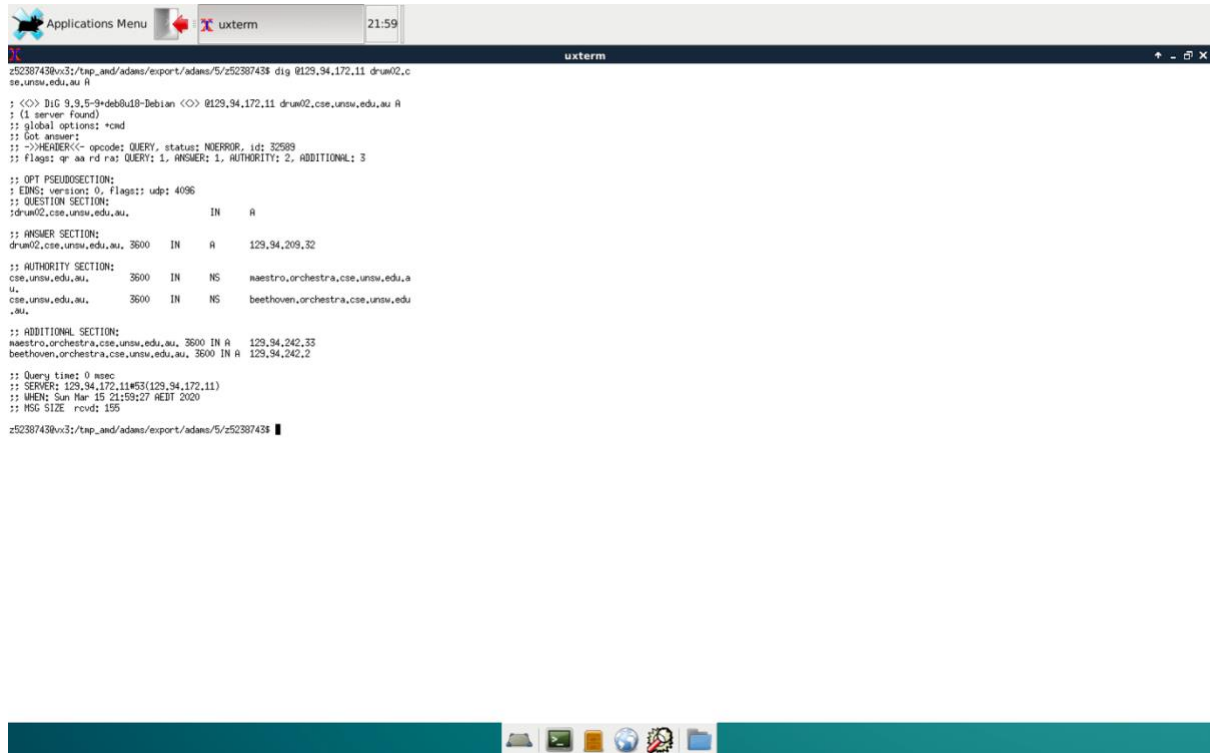 Applications Menu
uxterm
21:59
uxterm
z5238743@vx3:/tmp_amd/adams/export/adams/5/z5238743$ dig @129.94.172.11 drum02.c
se.unsw.edu.au A
; <<>> DiG 9.9.5-9+deb8u18-Debian <<>> @129.94.172.11 drum02.cse.unsw.edu.au A
; (1 server found)
;; global options: +cmd
;; Got answer:
;; ->>HEADER<<- opcode: QUERY, status: NOERROR, id: 32589
;; flags: qr aa rd ra; QUERY: 1, ANSWER: 1, AUTHORITY: 2, ADDITIONAL: 3
;; OPT PSEUDOSECTION:
; EDNS: version: 0, flags:; udp: 4096
;; QUESTION SECTION:
;drum02.cse.unsw.edu.au. IN A
;; ANSWER SECTION:
drum02.cse.unsw.edu.au. 3600 IN A 129.94.209.32
;; AUTHORITY SECTION:
cse.unsw.edu.au. 3600 IN NS maestro.orchestra.cse.unsw.edu.a
u.
cse.unsw.edu.au. 3600 IN NS beethoven.orchestra.cse.unsw.edu
.au.
;; ADDITIONAL SECTION:
maestro.orchestra.cse.unsw.edu.au. 3600 IN A 129.94.242.33
beethoven.orchestra.cse.unsw.edu.au. 3600 IN A 129.94.242.2
;; Query time: 0 msec
;; SERVER: 129.94.172.11#53(129.94.172.11)
;; WHEN: Sun Mar 15 21:59:27 AEDT 2020
;; MSG SIZE rcvd: 155
z5238743@vx3:/tmp_amd/adams/export/adams/5/z5238743$